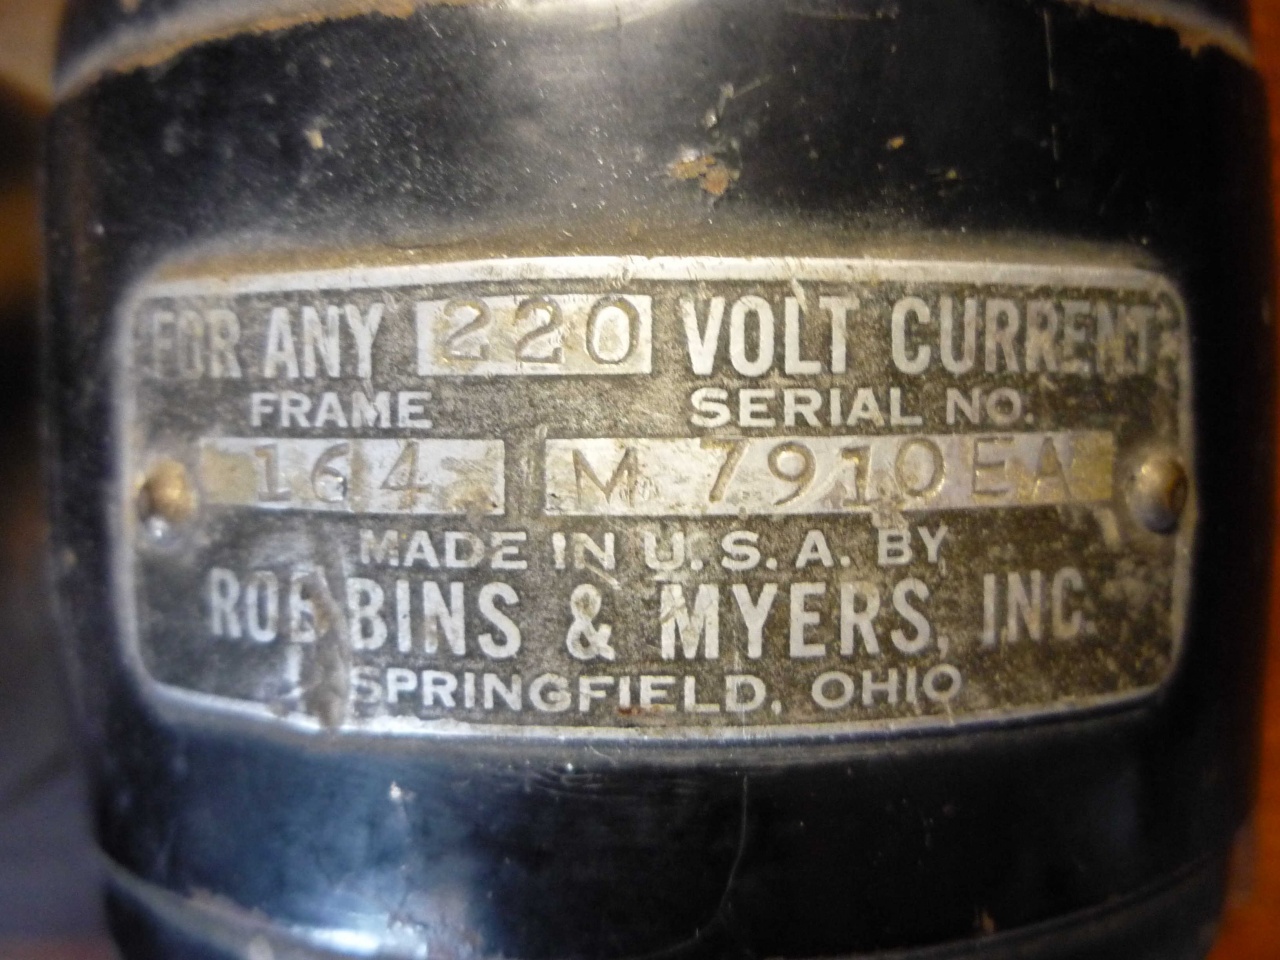 FOR ANY 220 VOLT CURRENT
FRAME SERIAL NO.
164 M 7910EA
MADE IN U.S.A. BY
ROBBINS & MYERS, INC.
SPRINGFIELD, OHIO